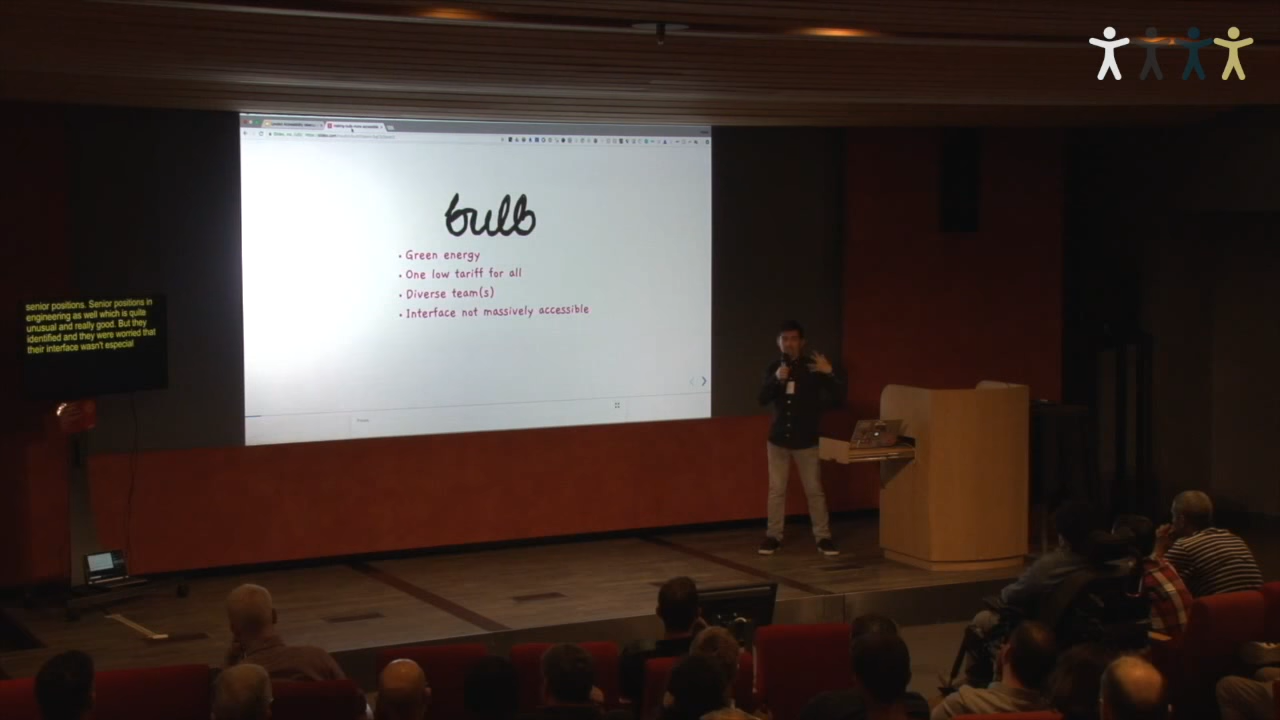 bulb
• Green energy
• One low tariff for all
• Diverse team(s)
• Interface not massively accessible
senior positions. Senior positions in
engineering as well which is quite
unusual and really good. But they
identified and they were worried that
their interface wasn't especial